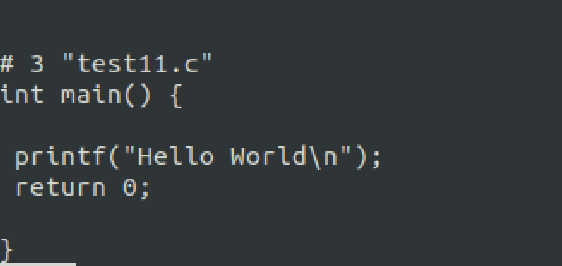 # 3 "test11.c"
int main() {
printf("Hello World\n");
return 0;
}